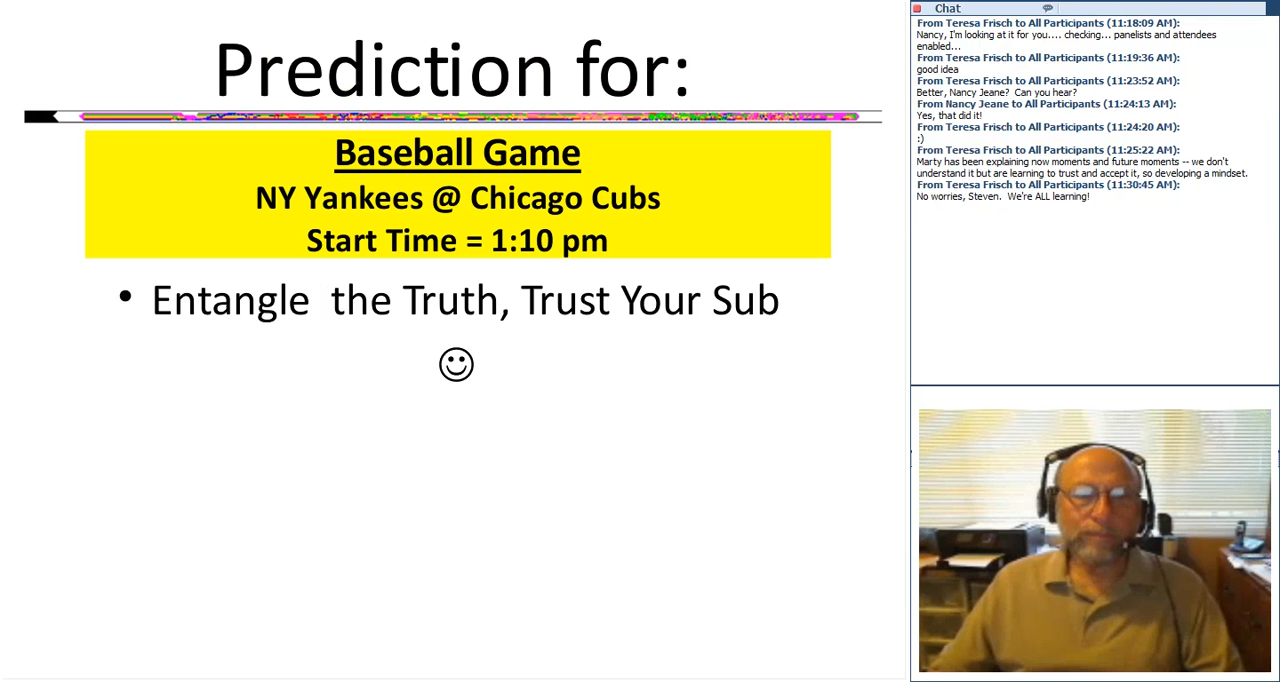 Prediction for:
Baseball Game
NY Yankees @ Chicago Cubs
Start Time = 1:10 pm
• Entangle  the Truth, Trust Your Sub
Chat
From Teresa Frisch to All Participants (11:18:09 AM):
Nancy, I'm looking at it for you.... checking... panelists and attendees
enabled...
From Teresa Frisch to All Participants (11:19:36 AM):
good idea
From Teresa Frisch to All Participants (11:23:52 AM):
Better, Nancy Jeane?  Can you hear?
From Nancy Jeane to All Participants (11:24:13 AM):
Yes, that did it!
From Teresa Frisch to All Participants (11:24:20 AM):
:)
From Teresa Frisch to All Participants (11:25:22 AM):
Marty has been explaining now moments and future moments -- we don't
understand it but are learning to trust and accept it, so developing a mindset.
From Teresa Frisch to All Participants (11:30:45 AM):
No worries, Steven.  We're ALL learning!